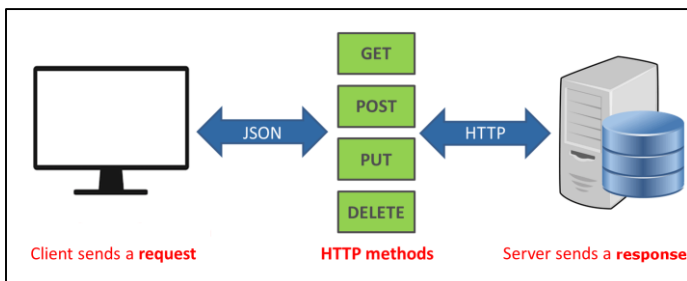 GET
POST
JSON
HTTP
PUT
DELETE
Client sends a request
HTTP methods
Server sends a response